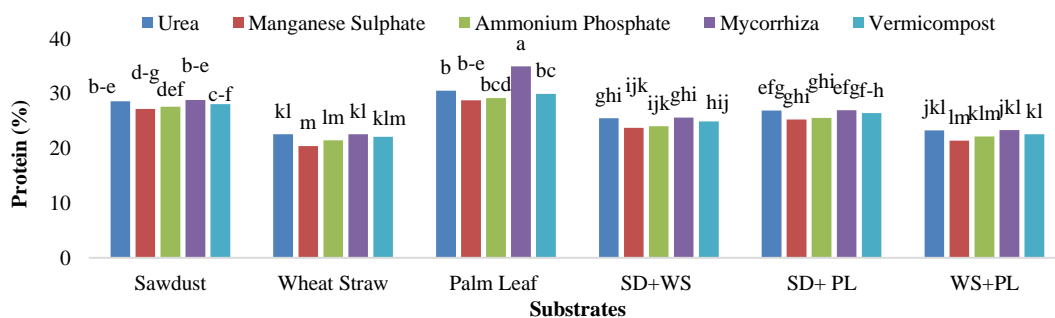 Urea Manganese Sulphate Ammonium Phosphate Mycorrhiza Vermicompost
Protein (%)
40
30
20
10
0
b-e d-g def b-e c-f
kl m lm kl klm
b b-e bcd a bc
ghi ijk ijk ghi hij
efg ghi ghi efg f-h
jkl lm klm jkl kl
Sawdust Wheat Straw Palm Leaf SD+WS SD+ PL WS+PL
Substrates